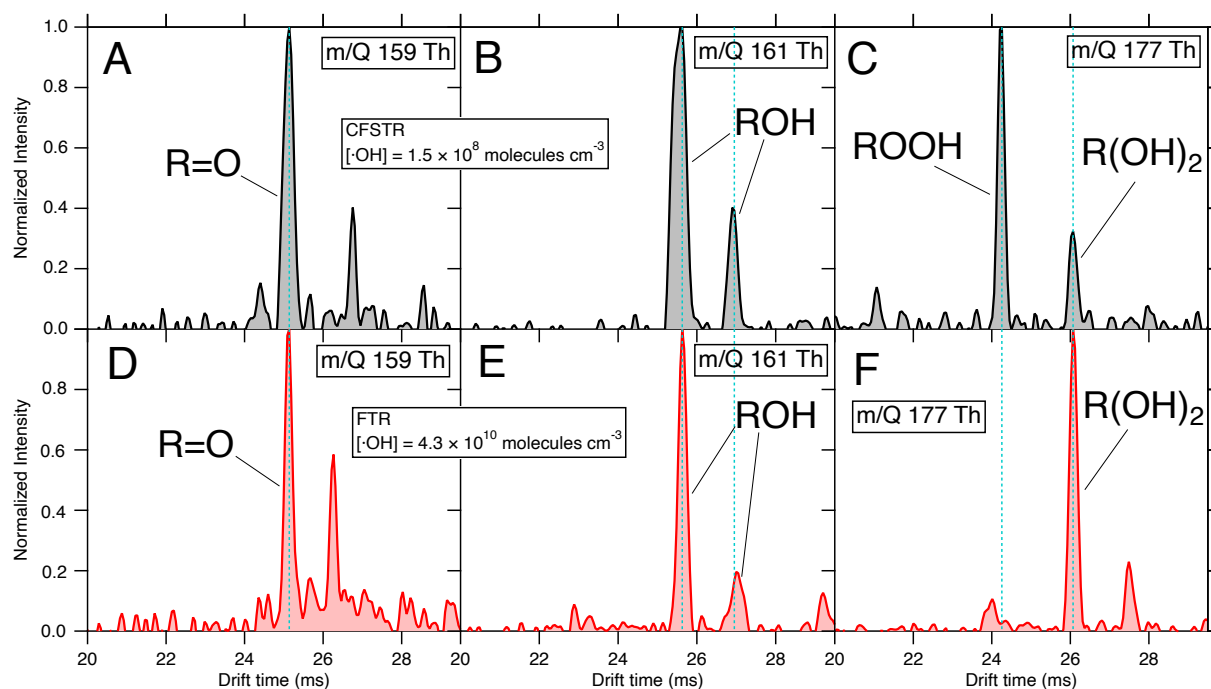 A
m/Q 159 Th
R=O
CFSTR
[·OH] = 1.5 × 10⁸ molecules cm⁻³
B
m/Q 161 Th
ROH
C
m/Q 177 Th
ROOH
R(OH)₂
Normalized Intensity
1.0
0.8
0.6
0.4
0.2
0.0
D
m/Q 159 Th
R=O
FTR
[·OH] = 4.3 × 10¹⁰ molecules cm⁻³
E
m/Q 161 Th
ROH
F
m/Q 177 Th
R(OH)₂
Normalized Intensity
0.8
0.6
0.4
0.2
0.0
20 22 24 26 28
20 22 24 26 28
20 22 24 26 28
Drift time (ms)
Drift time (ms)
Drift time (ms)